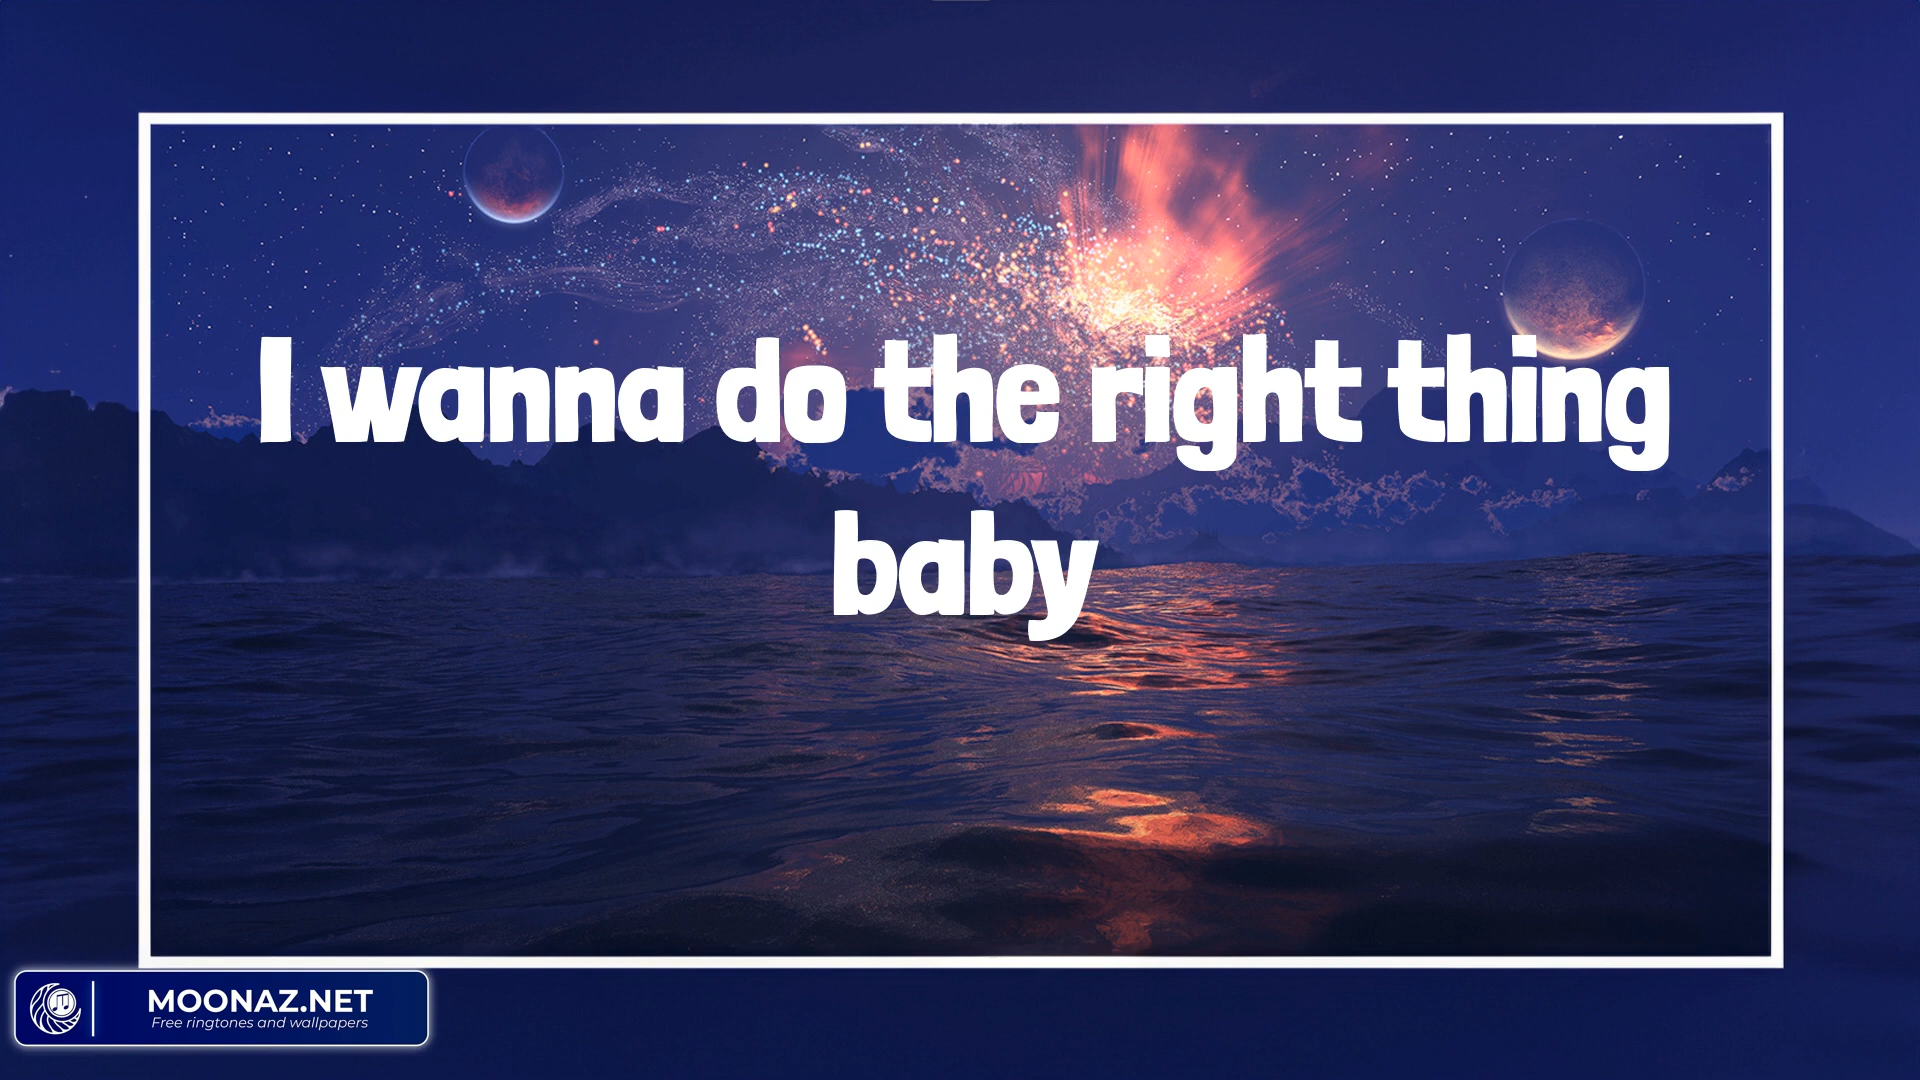 I wanna do the right thing
baby
MOONAZ.NET
Free ringtones and wallpapers